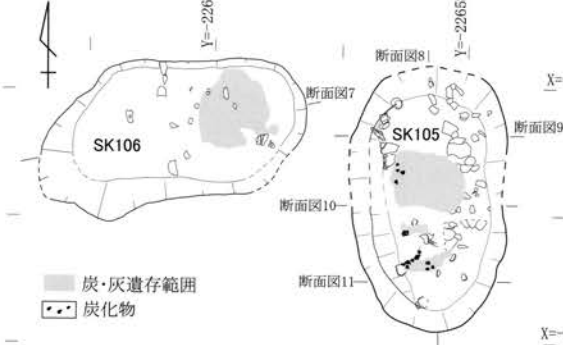 Y=-226
Y=-2265
断面図8
X=
断面図7
断面図9
SK106
SK105
断面図10
断面図11
炭・灰遺存範囲
炭化物
X=-